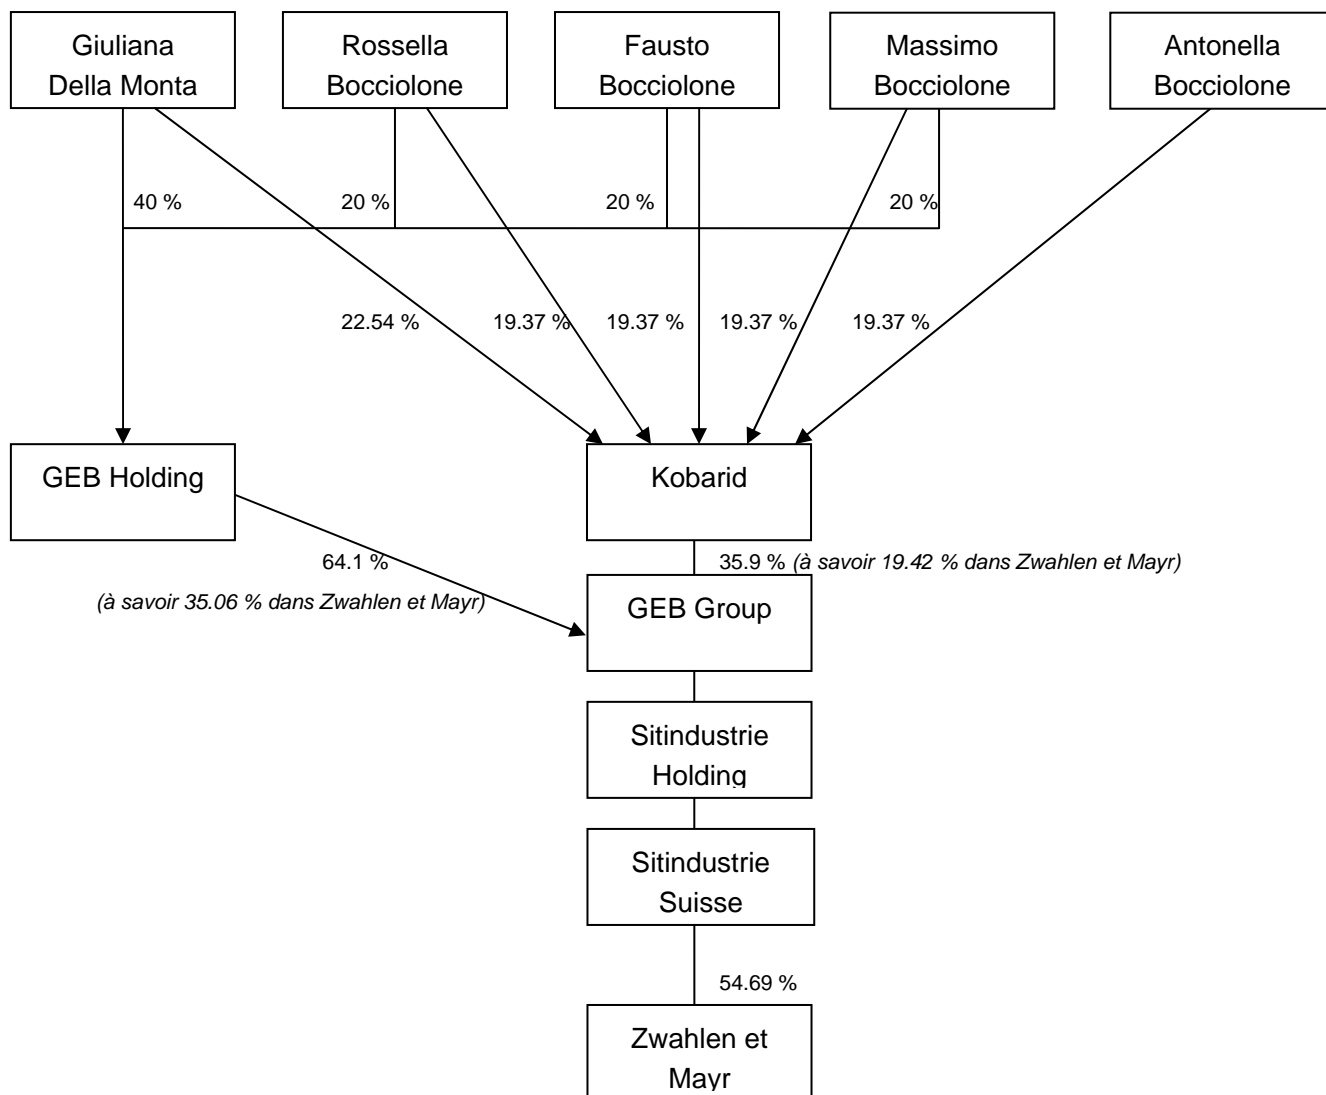 Giuliana
Della Monta
Rossella
Bocciolone
Fausto
Bocciolone
Massimo
Bocciolone
Antonella
Bocciolone
40 %
20 %
20 %
20 %
22.54 %
19.37 %
19.37 %
19.37 %
19.37 %
GEB Holding
Kobarid
64.1 %
(à savoir 35.06 % dans Zwahlen et Mayr)
35.9 % (à savoir 19.42 % dans Zwahlen et Mayr)
GEB Group
Sitindustrie
Holding
Sitindustrie
Suisse
54.69 %
Zwahlen et
Mayr